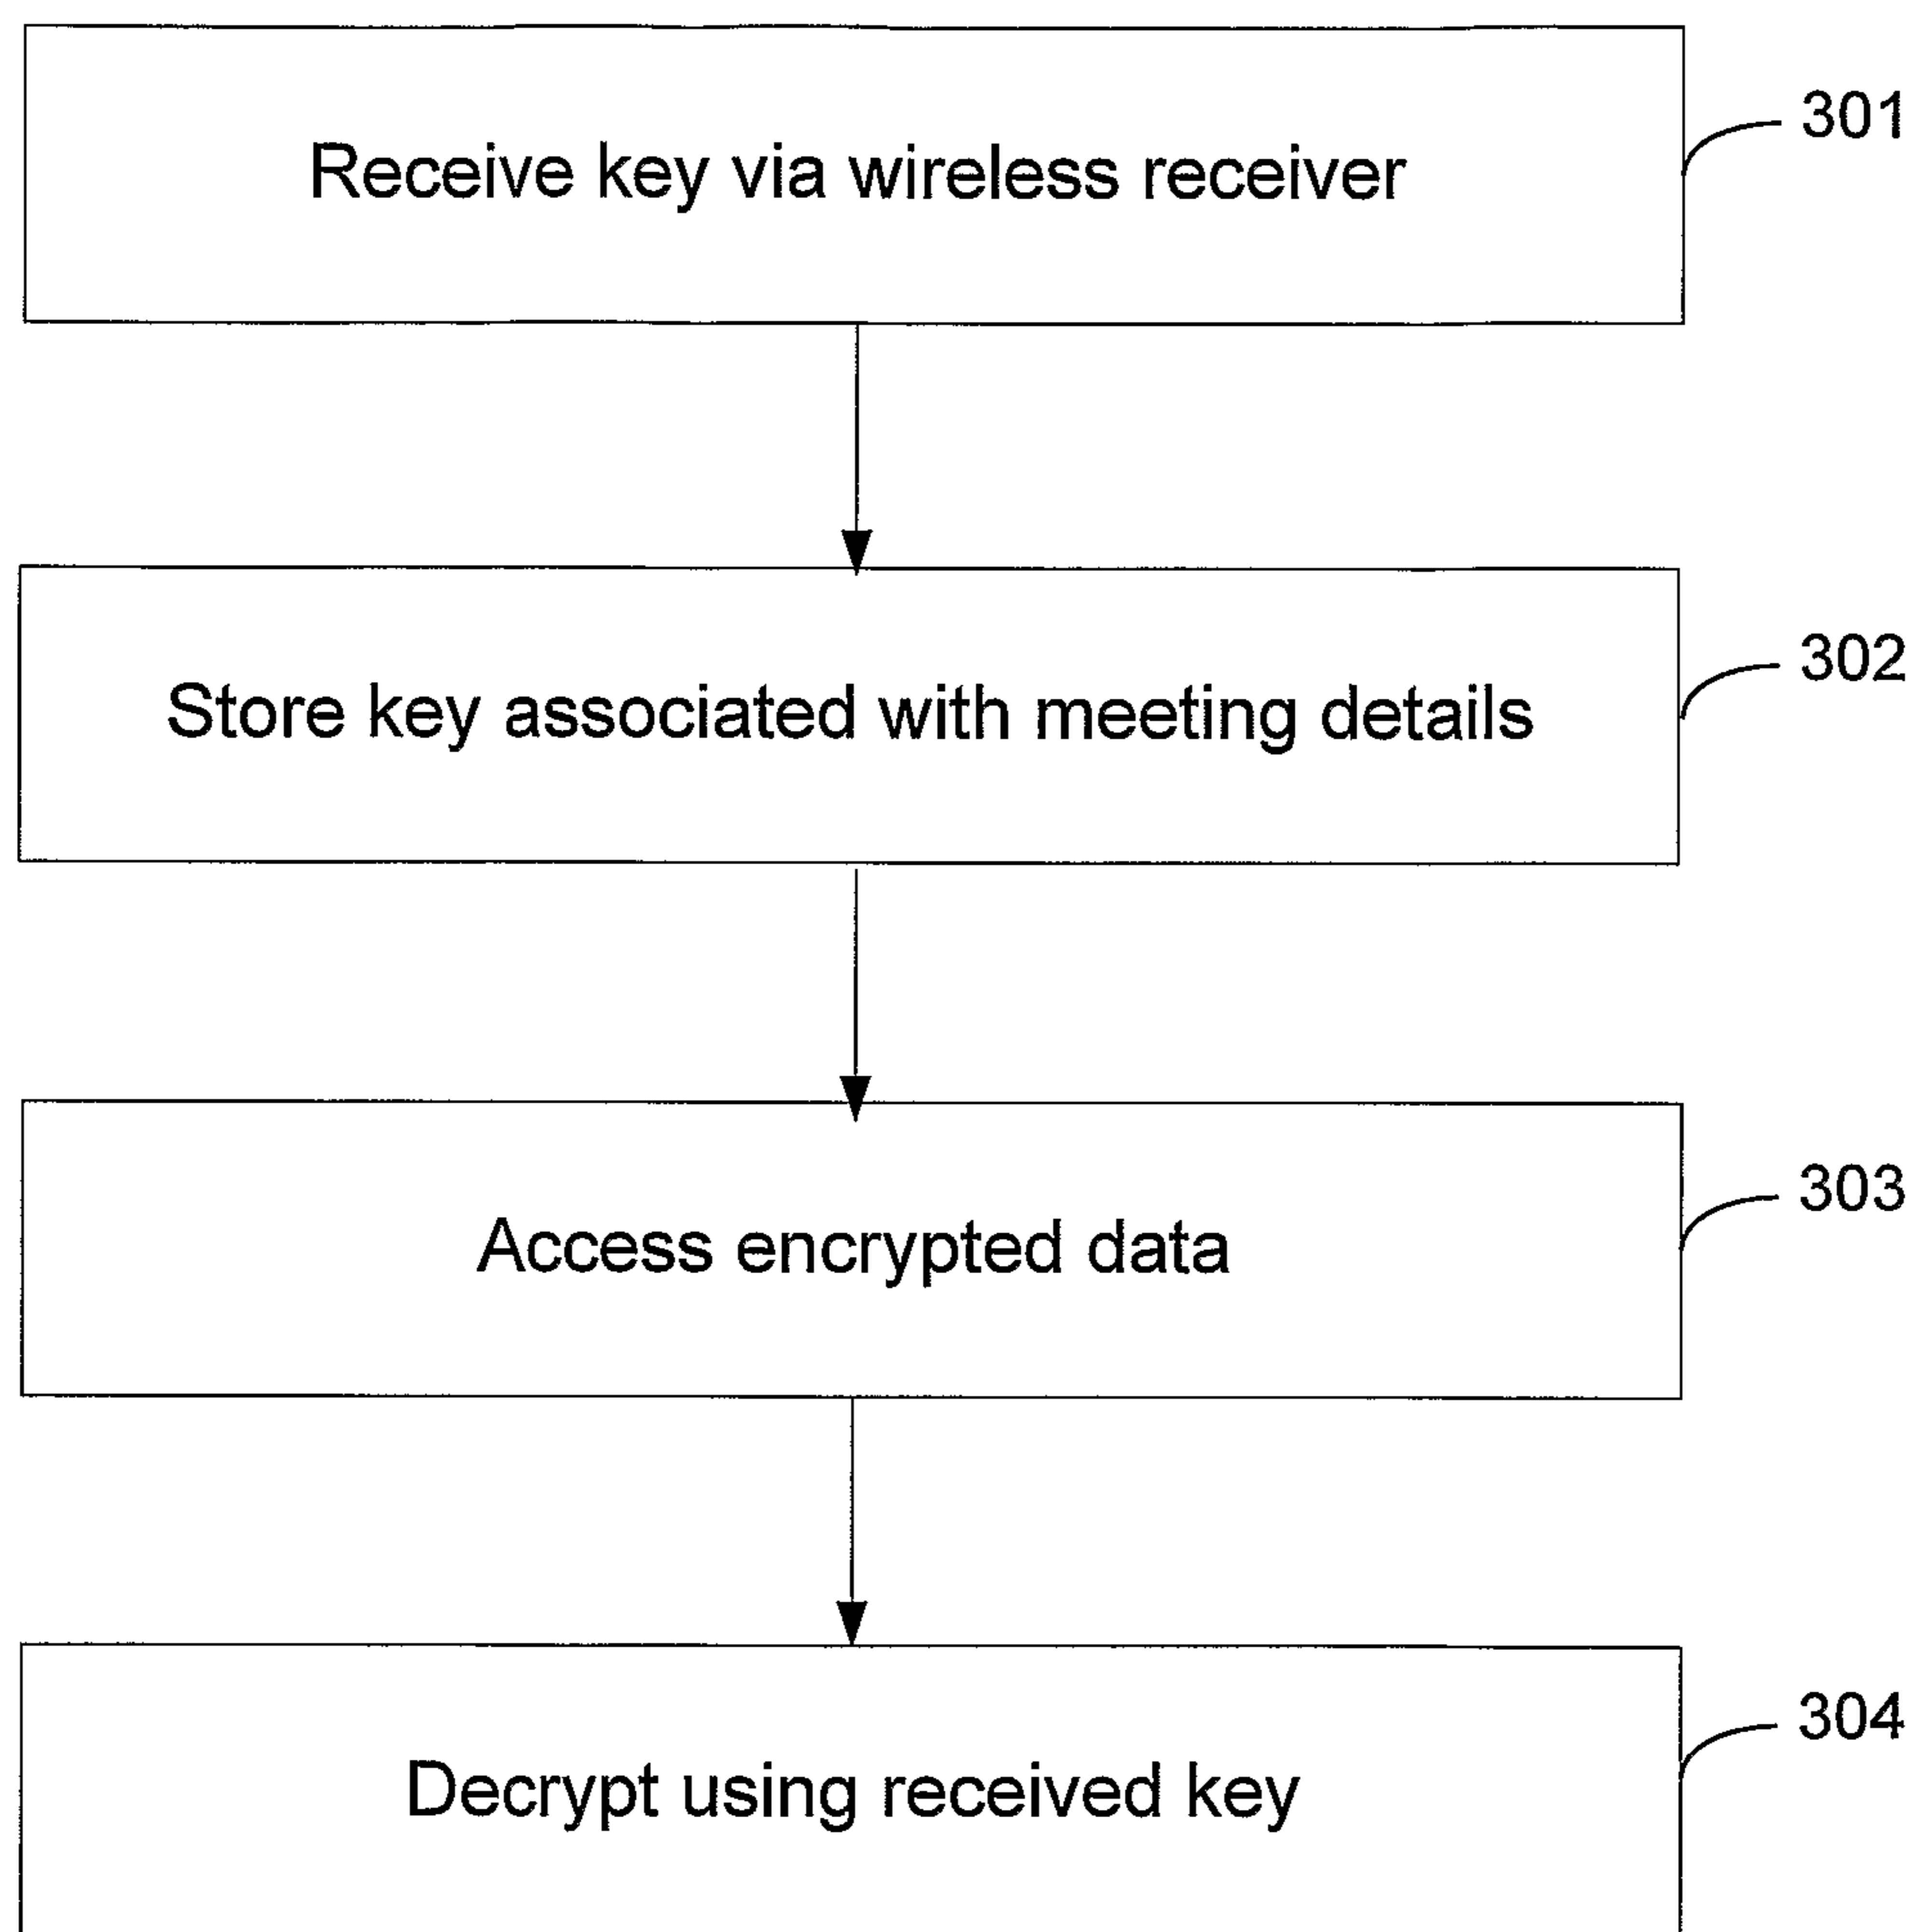 Receive key via wireless receiver
301
Store key associated with meeting details
302
Access encrypted data
303
Decrypt using received key
304